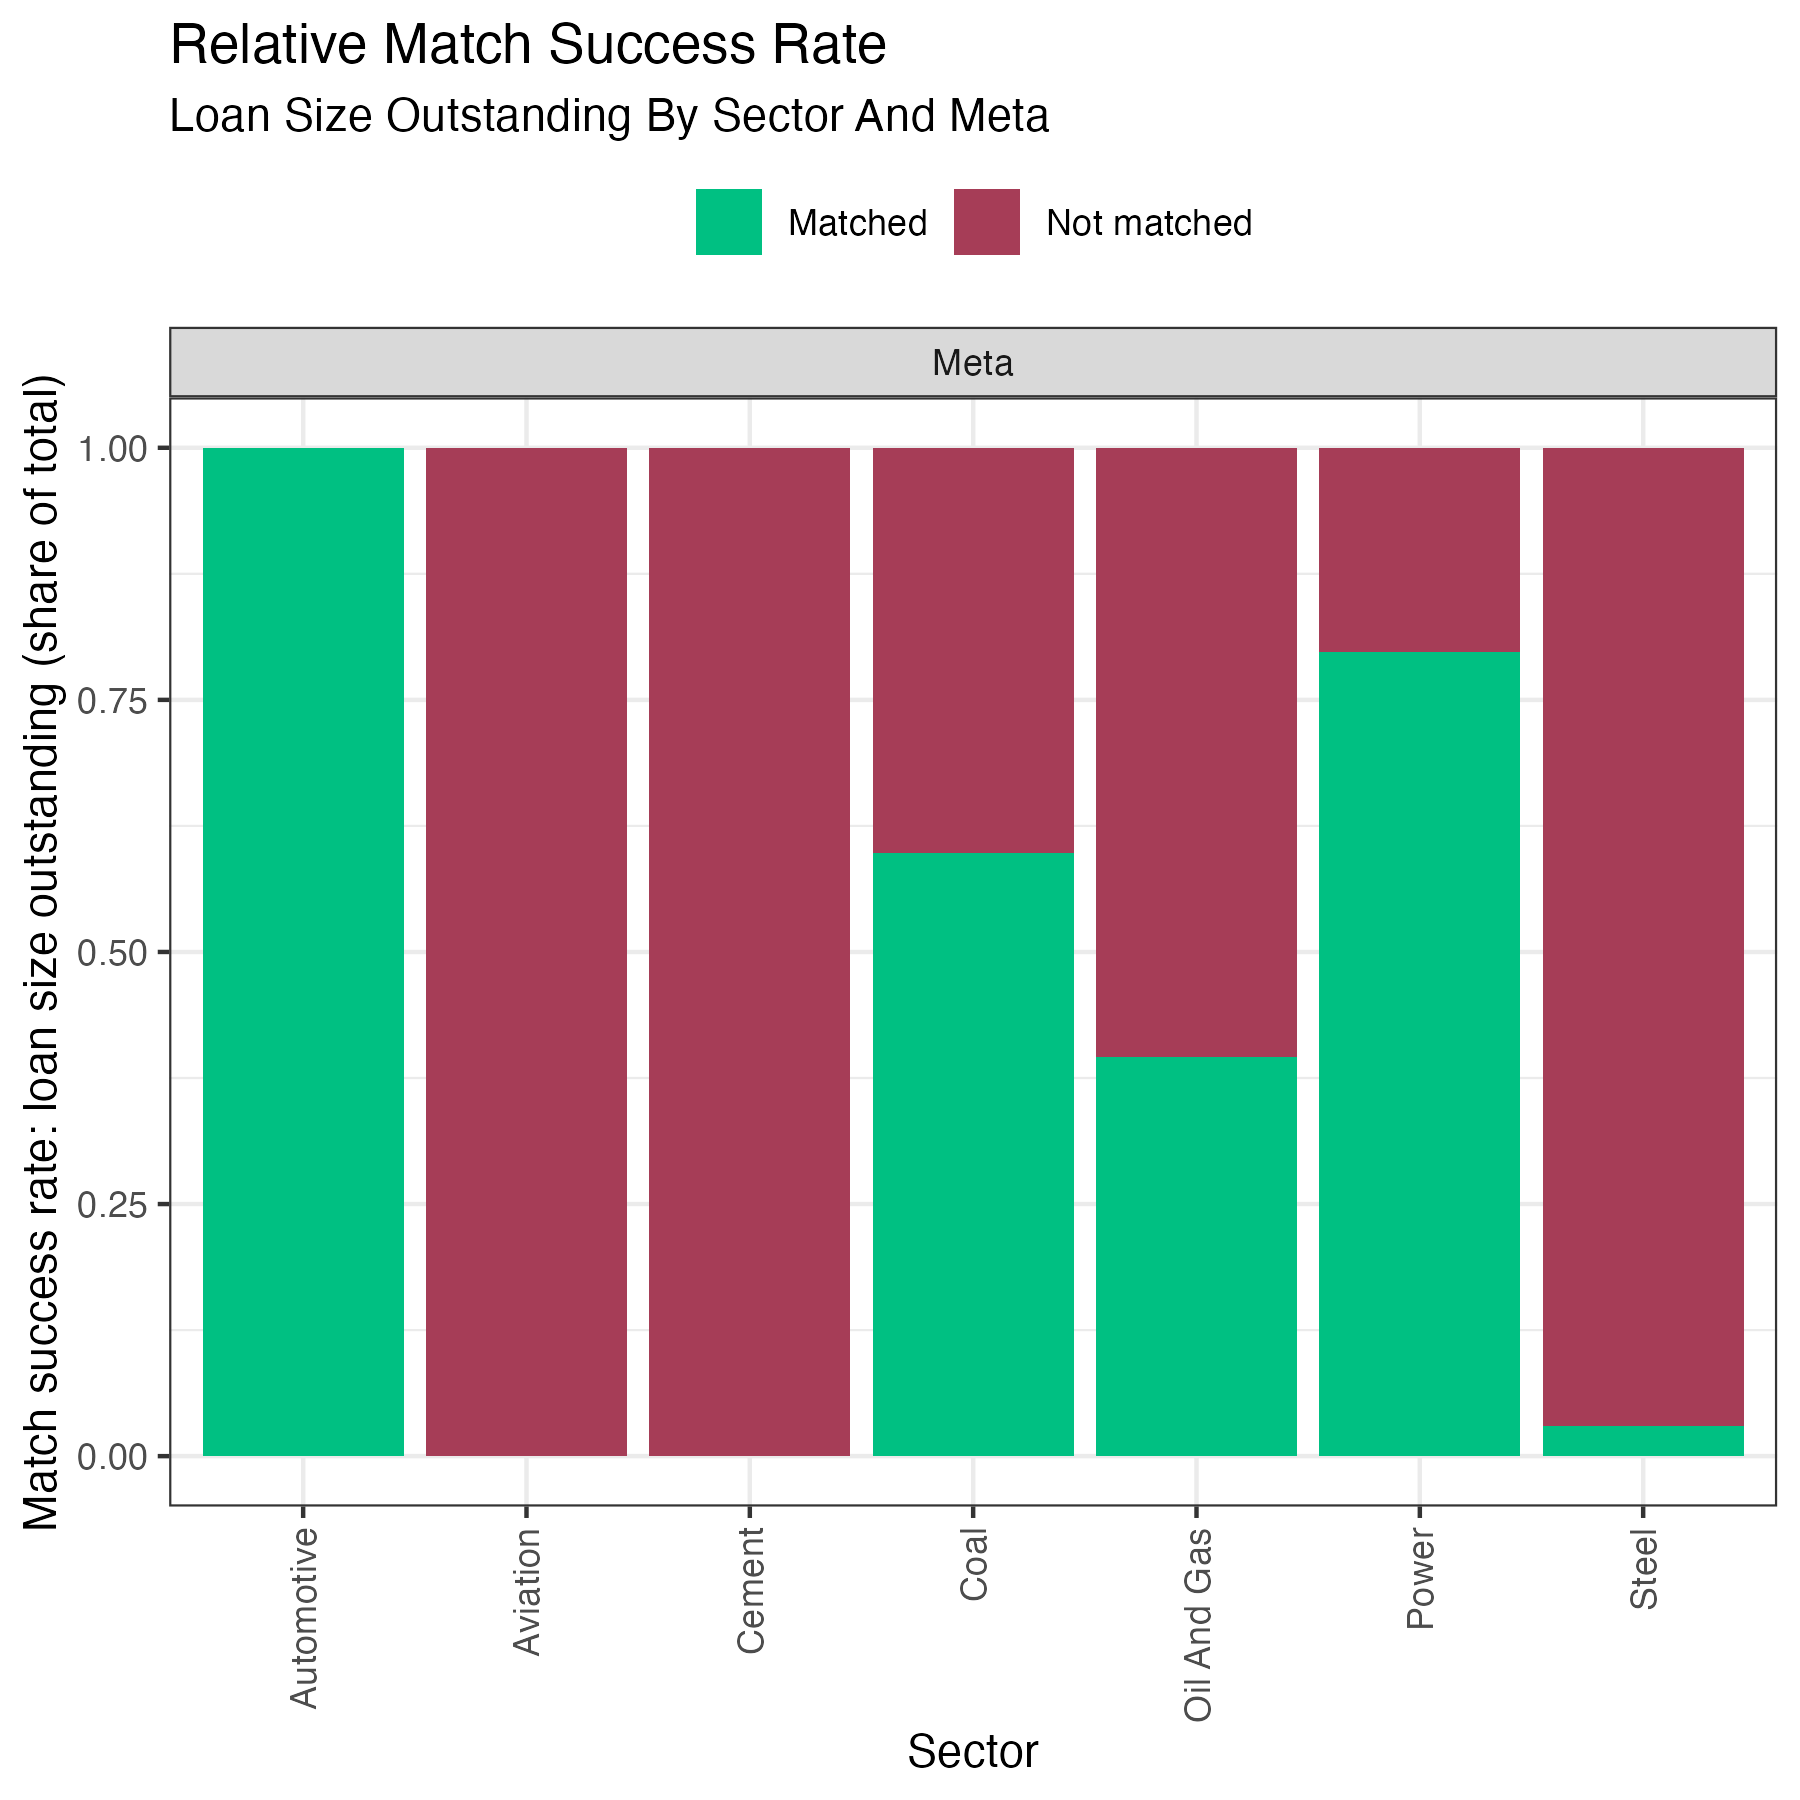 Relative Match Success Rate
Loan Size Outstanding By Sector And Meta
Matched
Not matched
Meta
Match success rate: loan size outstanding (share of total)
1.00
0.75
0.50
0.25
0.00
Automotive
Aviation
Cement
Coal
Oil And Gas
Power
Steel
Sector